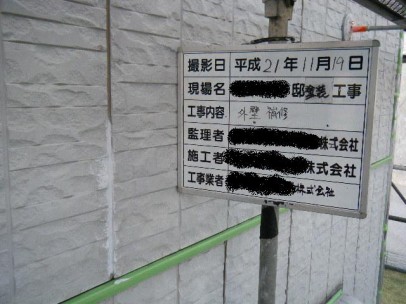 撮影日 平成21年11月19日
現場名 邸塗装工事
工事内容 外壁 補修
監理者 株式会社
施工者 株式会社
工事業者 株式会社